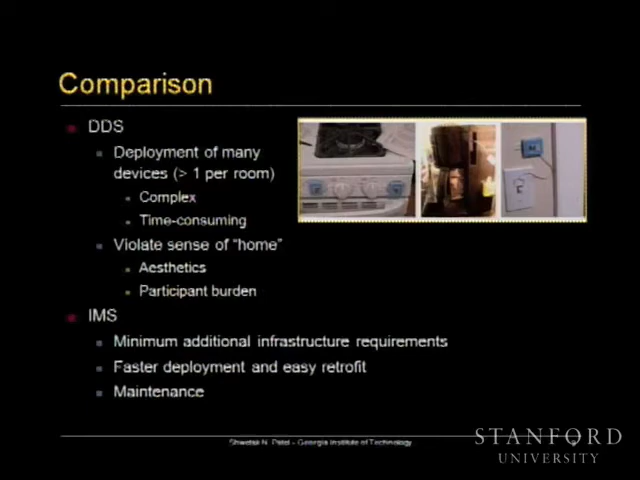 Comparison
DDS
Deployment of many
devices (> 1 per room)
Complex
Time-consuming
Violate sense of "home"
Aesthetics
Participant burden
IMS
Minimum additional infrastructure requirements
Faster deployment and easy retrofit
Maintenance
Shwetak N. Patel - Georgia Institute of Technology
STANFORD
UNIVERSITY